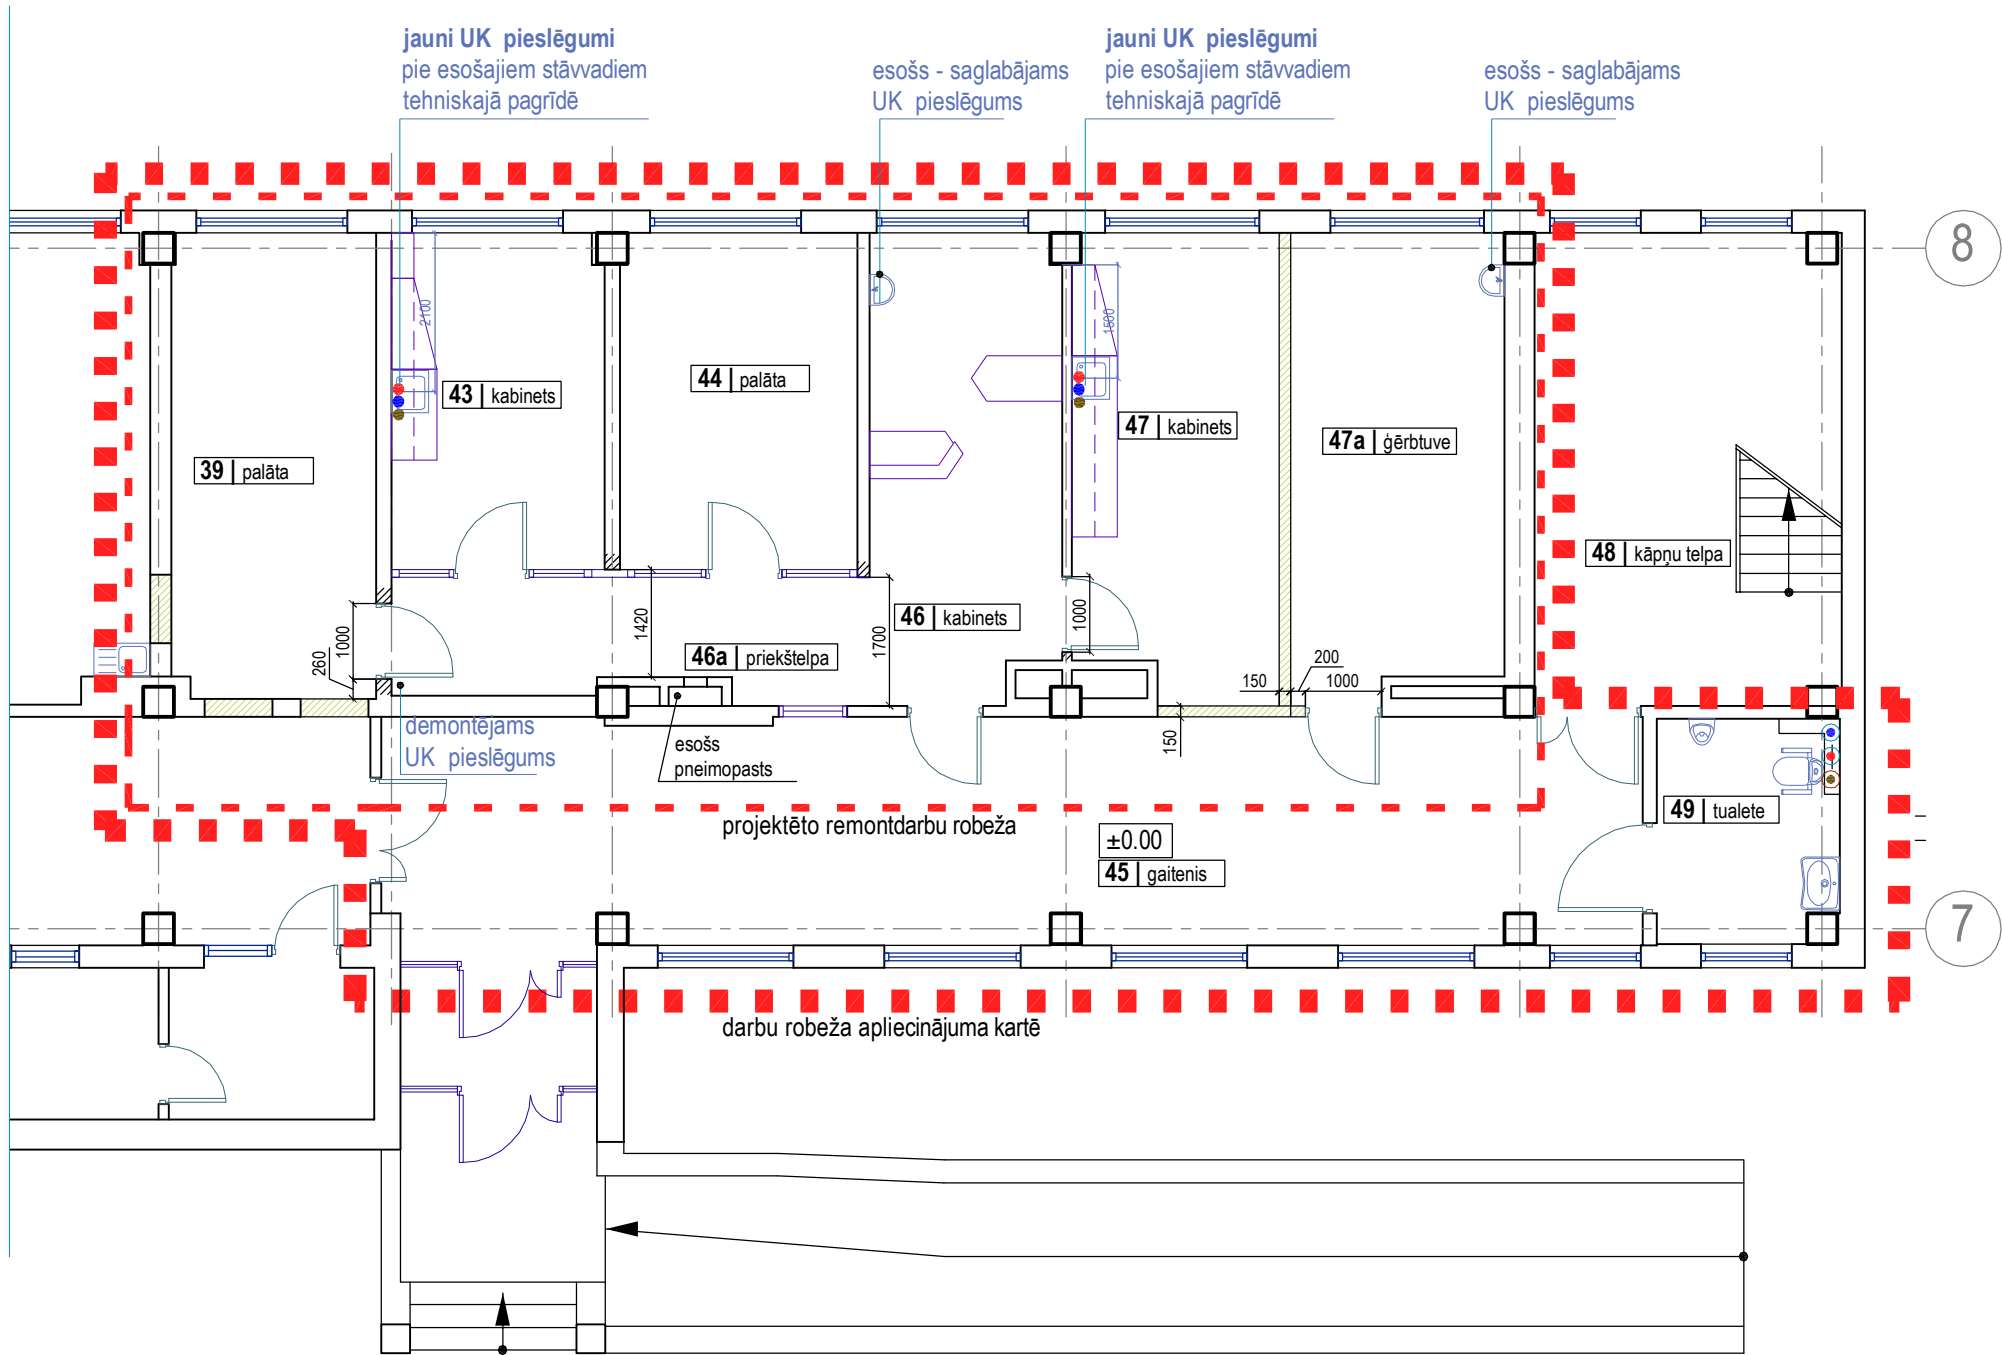 jauni UK pieslēgumi
pie esošajiem stāvvadiem
tehniskajā pagrīdē
esošs - saglabājams
UK pieslēgums
jauni UK pieslēgumi
pie esošajiem stāvvadiem
tehniskajā pagrīdē
esošs - saglabājams
UK pieslēgums
8
2100
1500
43 | kabinets
44 | palāta
47 | kabinets
47a | ģērbtuve
39 | palāta
48 | kāpņu telpa
1000
260
1420
1700
46 | kabinets
1000
46a | priekštelpa
150
200
1000
150
demontējams
UK pieslēgums
esošs
pneimopasts
49 | tualete
projektēto remontdarbu robeža
±0.00
45 | gaitenis
7
darbu robeža apliecinājuma kartē